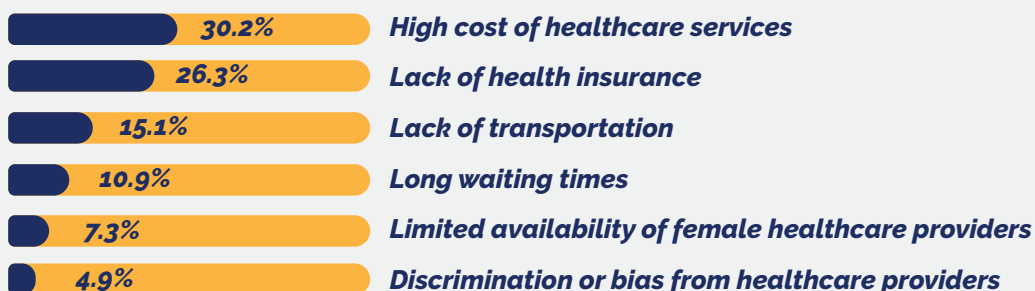 30.2% High cost of healthcare services
26.3% Lack of health insurance
15.1% Lack of transportation
10.9% Long waiting times
7.3% Limited availability of female healthcare providers
4.9% Discrimination or bias from healthcare providers